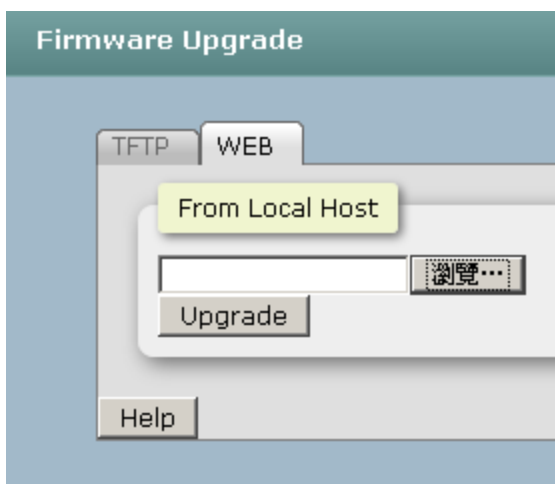 Firmware Upgrade
TFTP WEB
From Local Host
瀏覽…
Upgrade
Help